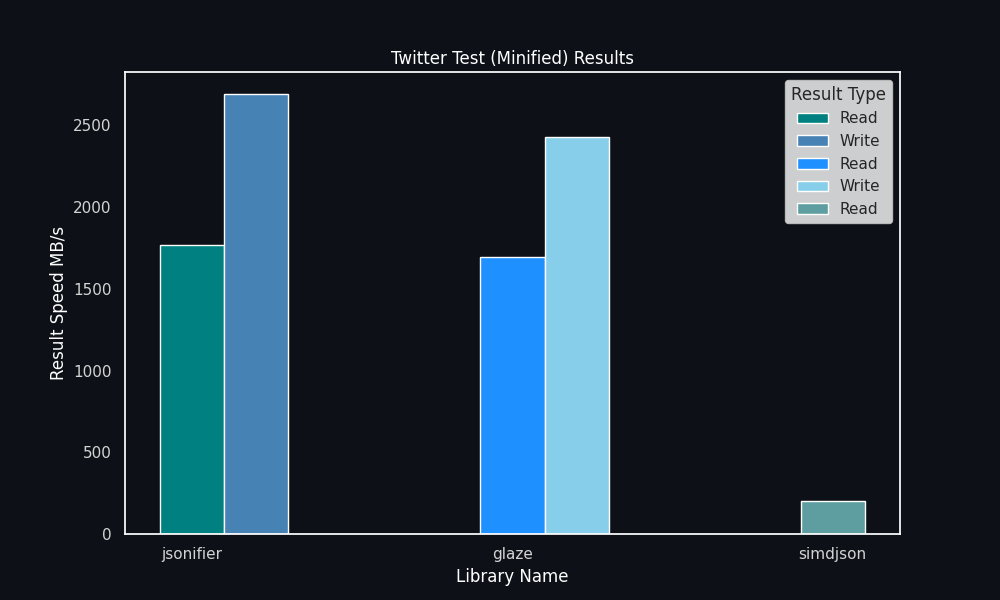 Twitter Test (Minified) Results
Result Type
Read
Write
Read
Write
Read
Result Speed MB/s
2500
2000
1500
1000
500
0
jsonifier
glaze
simdjson
Library Name